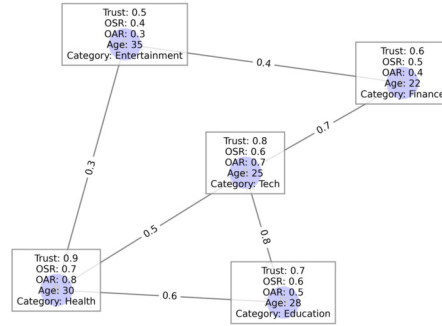 Trust: 0.5
OSR: 0.4
OAR: 0.3
Age: 35
Category: Entertainment
Trust: 0.6
OSR: 0.5
OAR: 0.4
Age: 22
Category: Finance
0.4
0.7
Trust: 0.8
OSR: 0.6
OAR: 0.7
Age: 25
Category: Tech
0.3
0.5
0.8
Trust: 0.9
OSR: 0.7
OAR: 0.8
Age: 30
Category: Health
0.6
Trust: 0.7
OSR: 0.6
OAR: 0.5
Age: 28
Category: Education